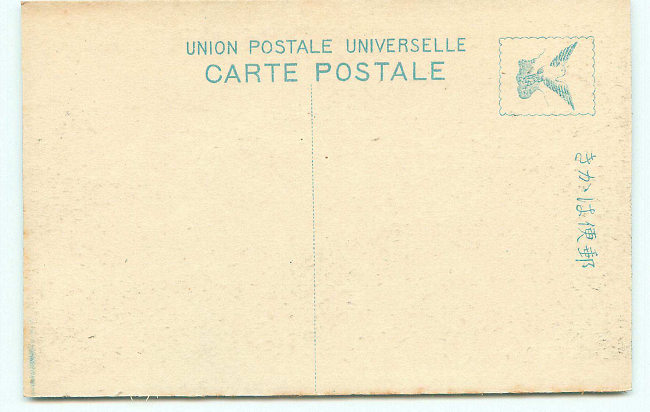 UNION POSTALE UNIVERSELLE
CARTE POSTALE
きかは便郵